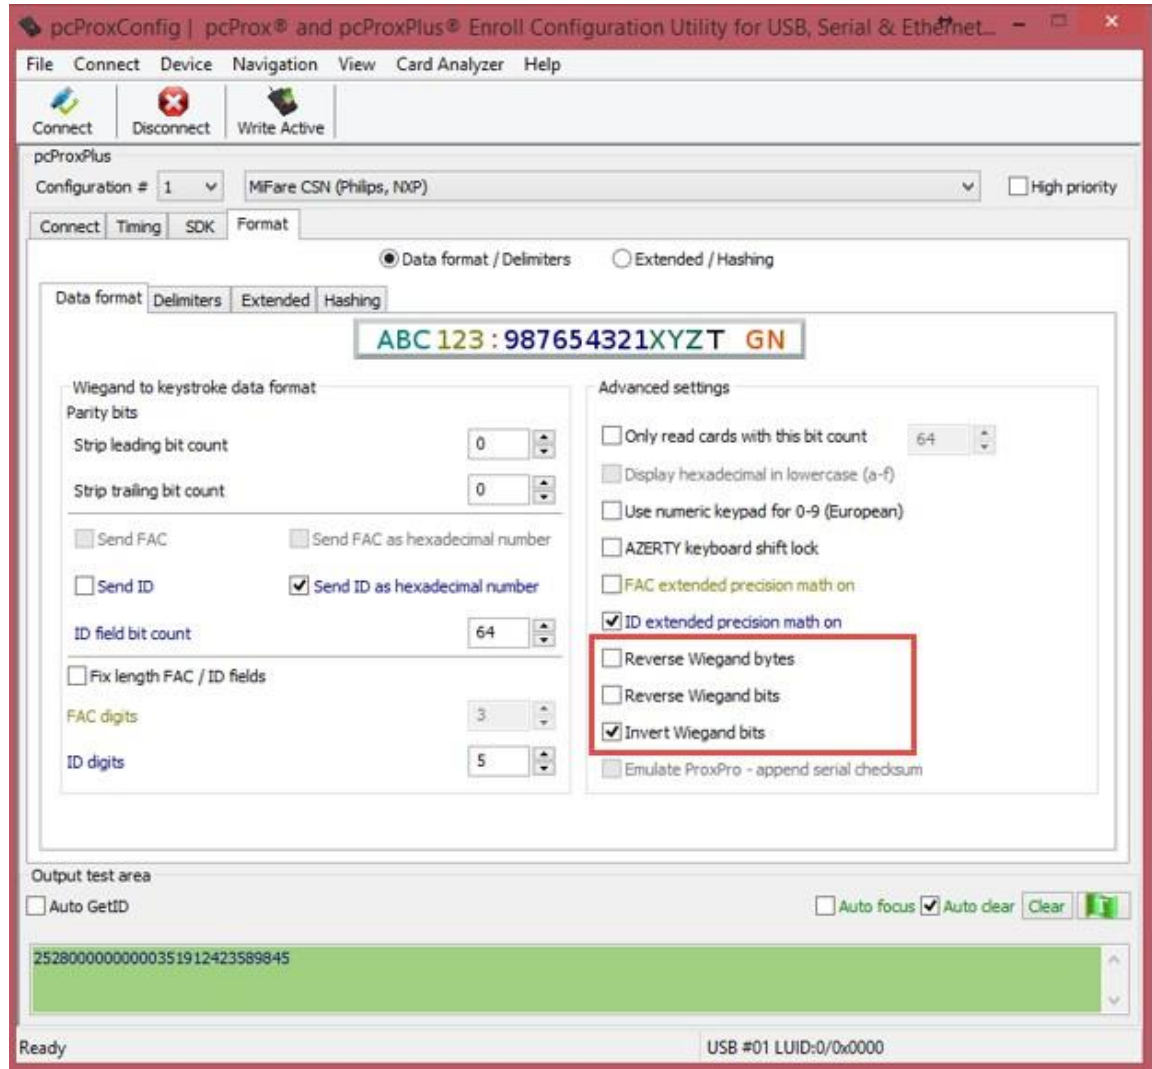 pcProxConfig | pcProx® and pcProxPlus® Enroll Configuration Utility for USB, Serial & Ethernet...
File Connect Device Navigation View Card Analyzer Help
Connect Disconnect Write Active
pcProxPlus
Configuration # 1 MiFare CSN (Philips, NXP) High priority
Connect Timing SDK Format
Data format / Delimiters Extended / Hashing
Data format Delimiters Extended Hashing
ABC 123 : 987654321XYZT GN
Wiegand to keystroke data format
Parity bits
Strip leading bit count 0
Strip trailing bit count 0
Send FAC Send FAC as hexadecimal number
Send ID Send ID as hexadecimal number
ID field bit count 64
Fix length FAC / ID fields
FAC digits 3
ID digits 5
Advanced settings
Only read cards with this bit count 64
Display hexadecimal in lowercase (a-f)
Use numeric keypad for 0-9 (European)
AZERTY keyboard shift lock
FAC extended precision math on
ID extended precision math on
Reverse Wiegand bytes
Reverse Wiegand bits
Invert Wiegand bits
Emulate ProxPro - append serial checksum
Output test area
Auto GetID Auto focus Auto clear Clear
2528000000000351912423589845
Ready USB #01 LUID:0/0x0000